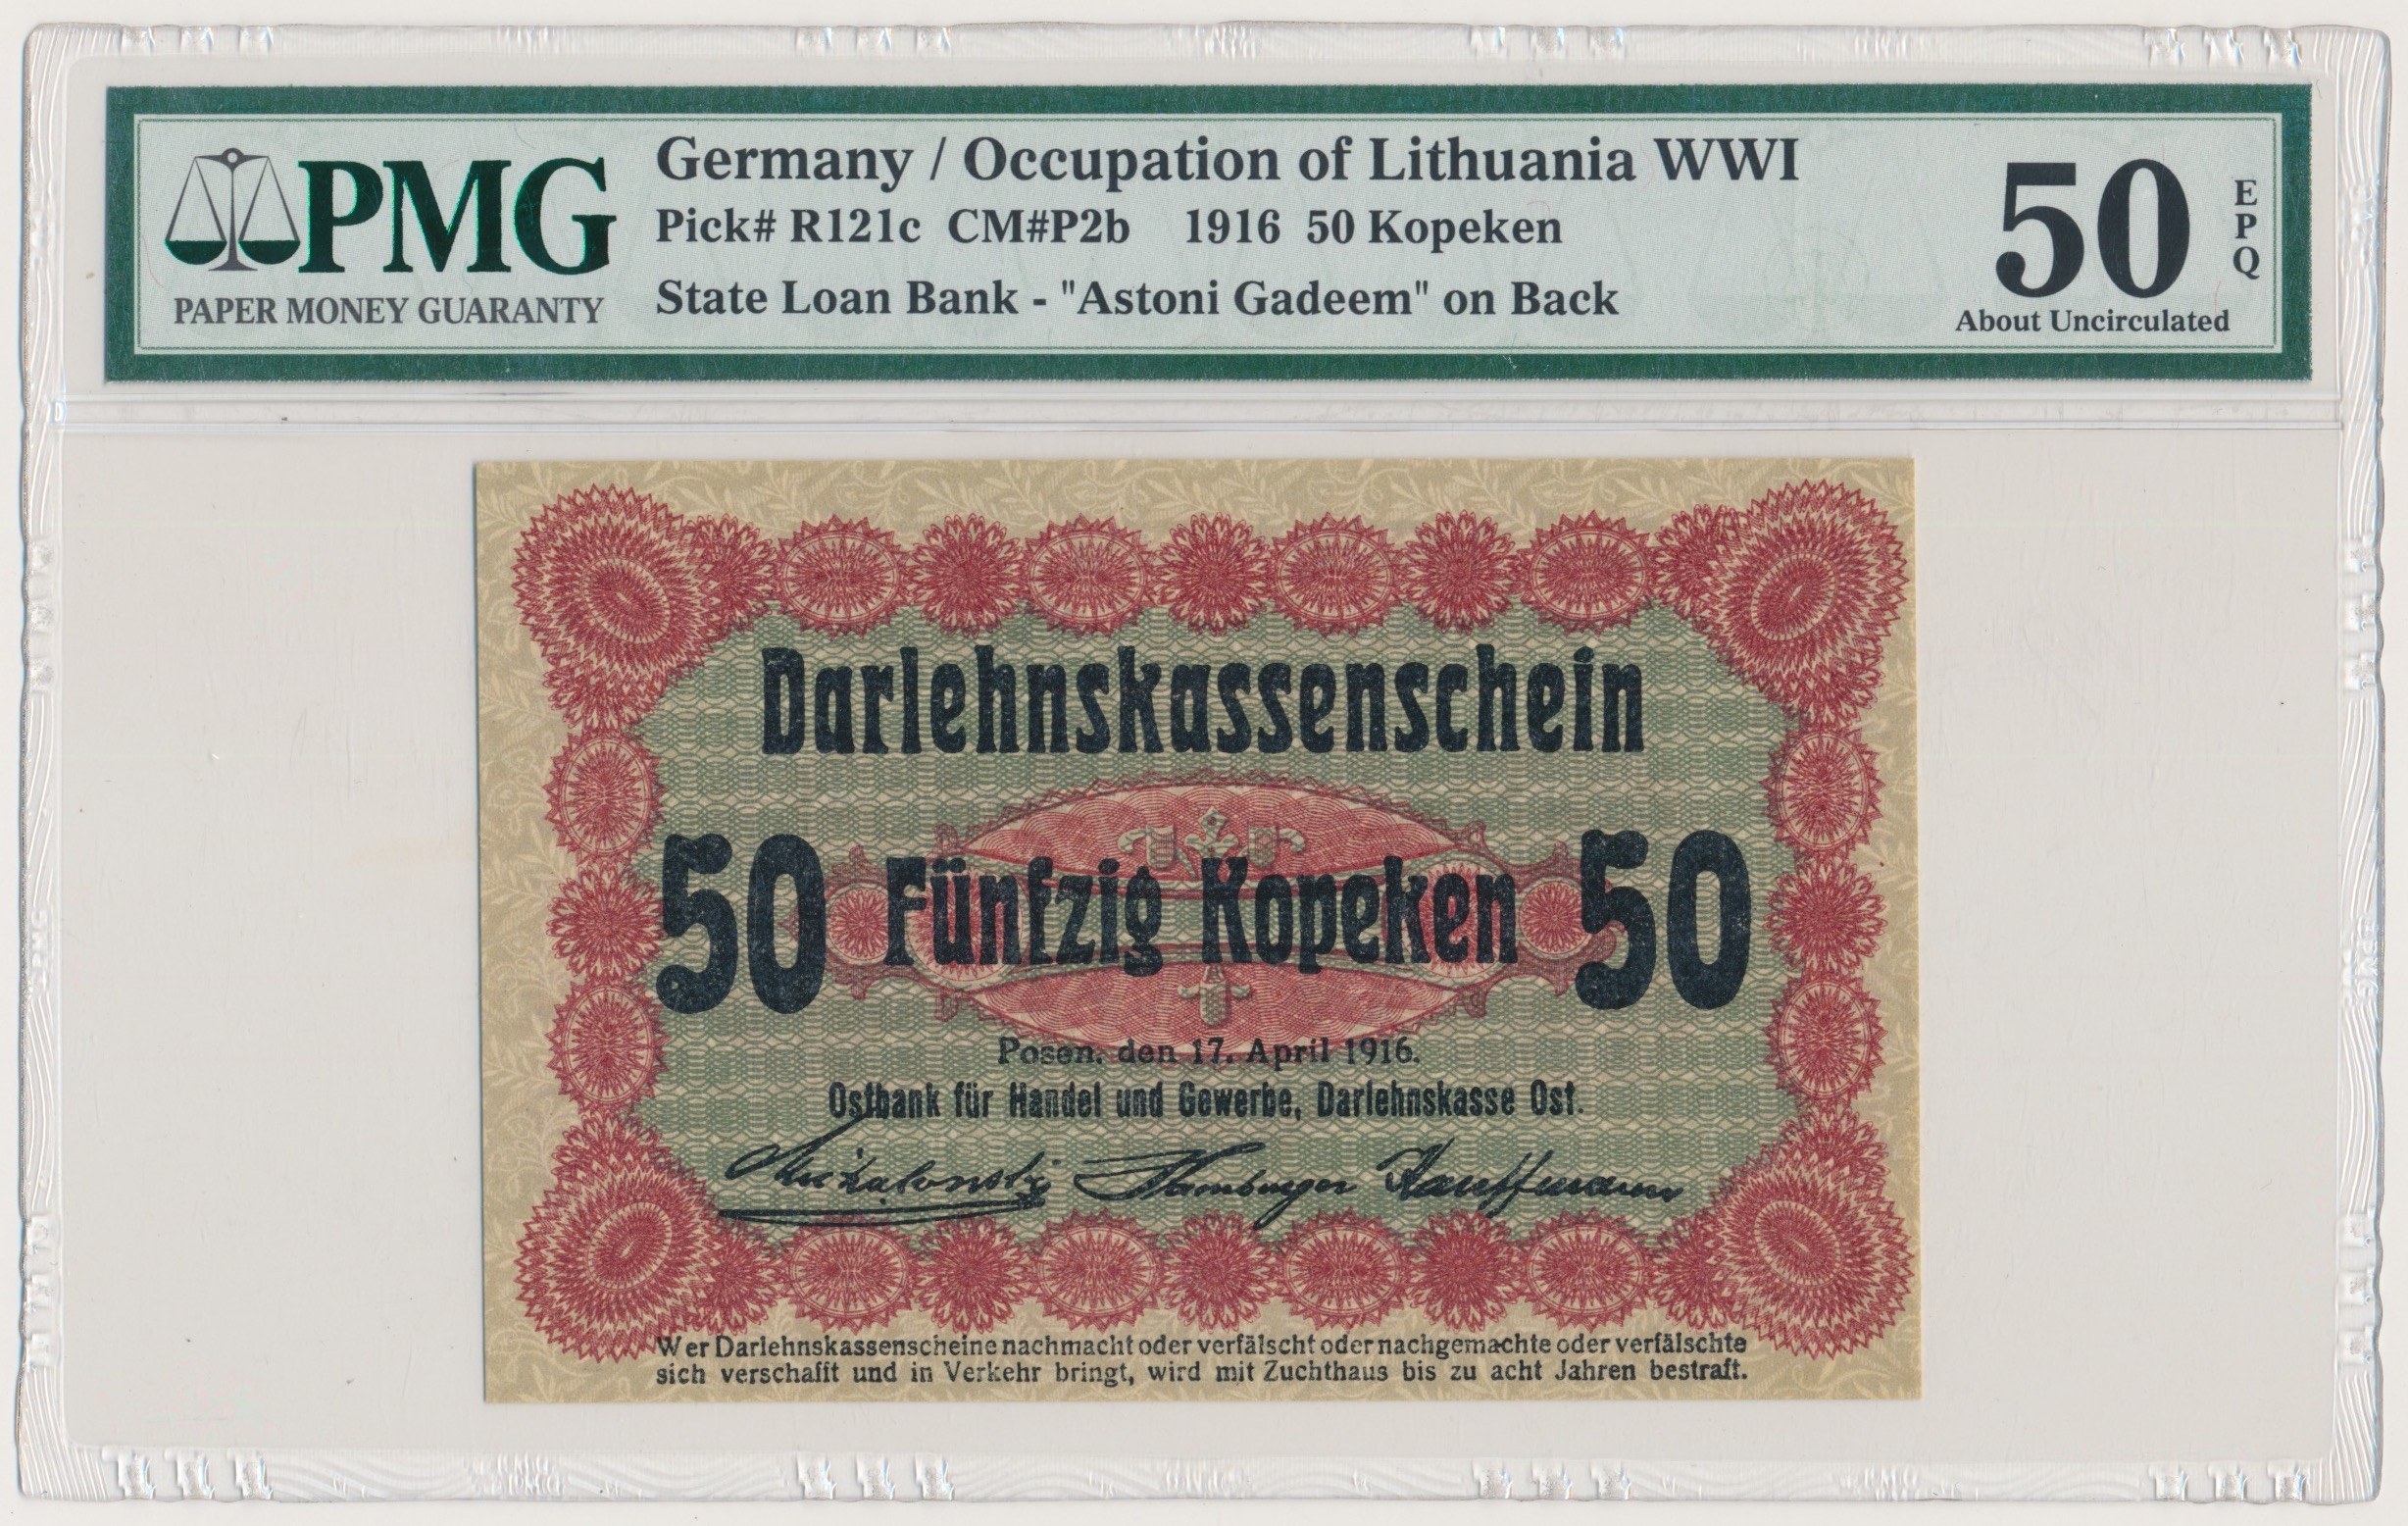 PMG
PAPER MONEY GUARANTY
Germany / Occupation of Lithuania WWI
Pick# R121c CM#P2b 1916 50 Kopeken
State Loan Bank - "Astoni Gadeem" on Back
50
EPQ
About Uncirculated
Darlehnskassenschein
50 Fünfzig Kopeken 50
Posen, den 17. April 1916.
Ostbank für Handel und Gewerbe, Darlehnskasse Ost.
Hamburger Kauffmann
Wer Darlehnskassenscheine nachmacht oder verfälscht oder nachgemachte oder verfälschte
sich verschafft und in Verkehr bringt, wird mit Zuchthaus bis zu acht Jahren bestraft.